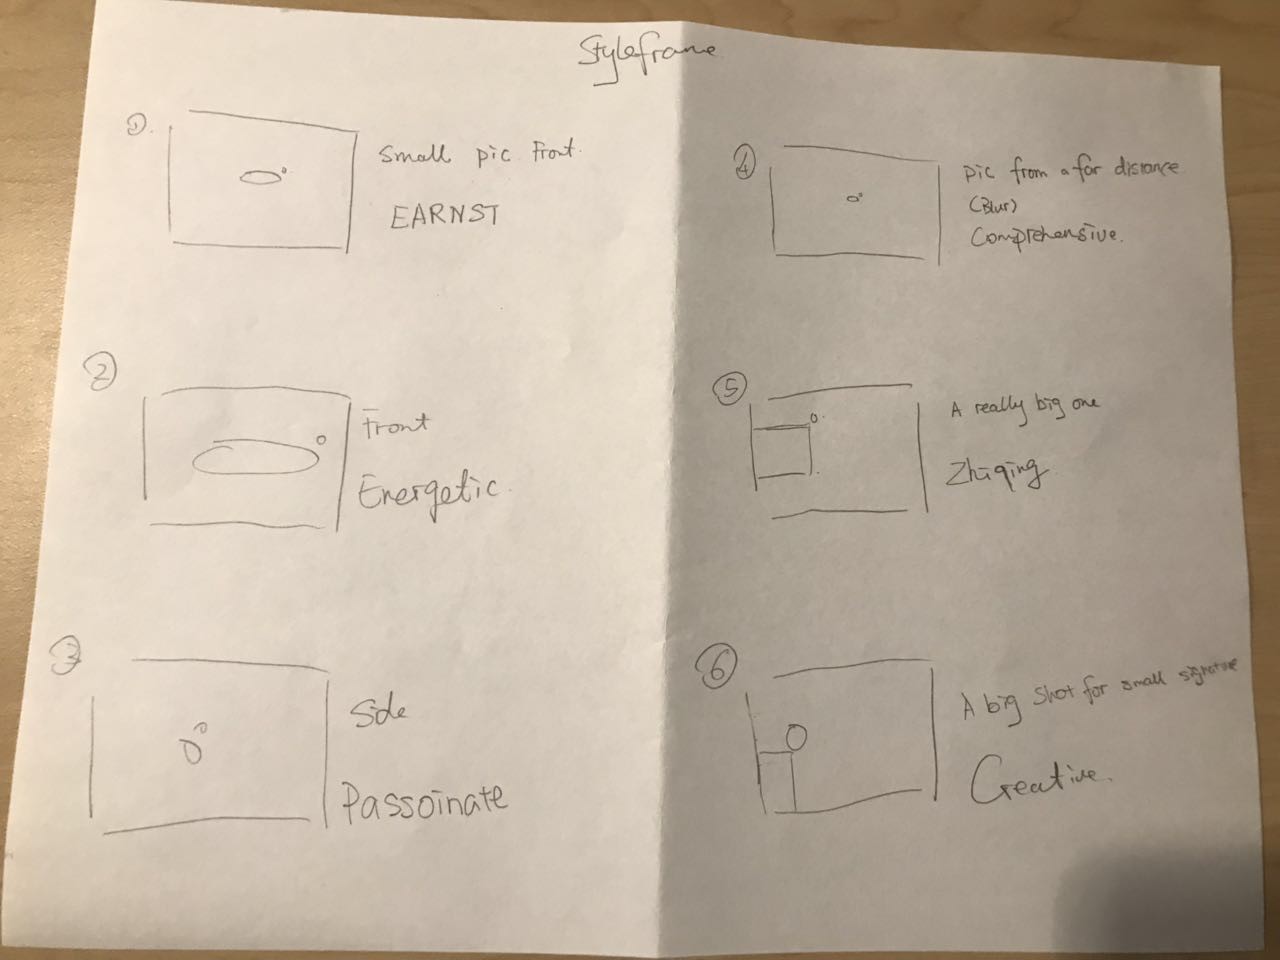 Styleframe
①.
Small pic Front.
EARNST
②
Front
Energetic.
③
Side
Passoinate
④
pic from a far distance
(Blur)
Comprehensive.
⑤
A really big one
Zhiqing.
⑥
A big shot for small signature
Creative.